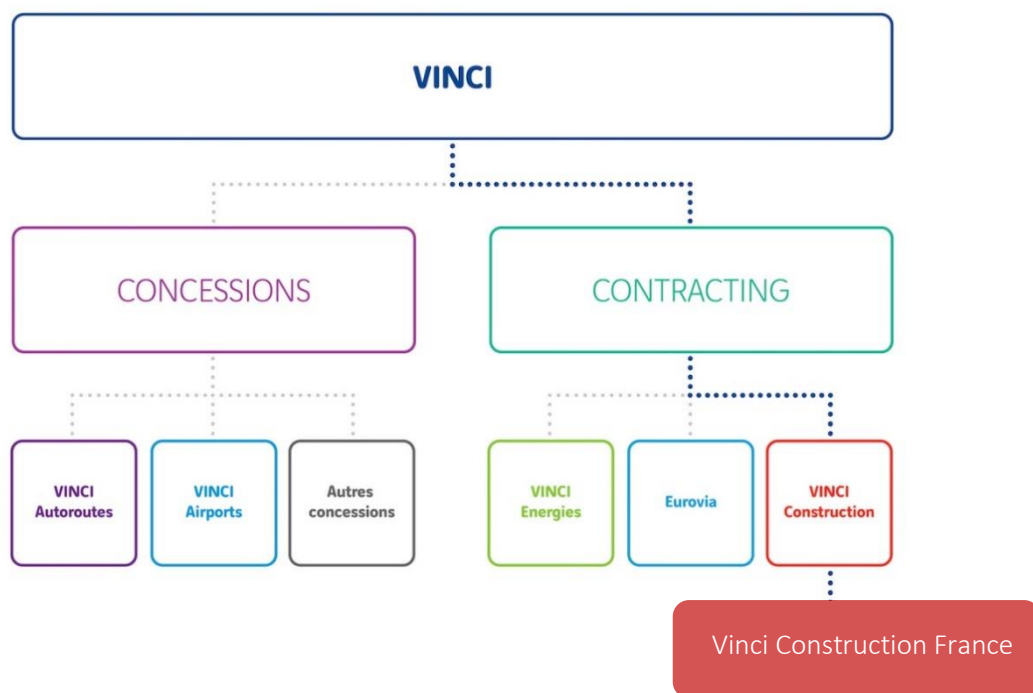 VINCI
CONCESSIONS
CONTRACTING
VINCI
Autoroutes
VINCI
Airports
Autres
concessions
VINCI
Energies
Eurovia
VINCI
Construction
Vinci Construction France